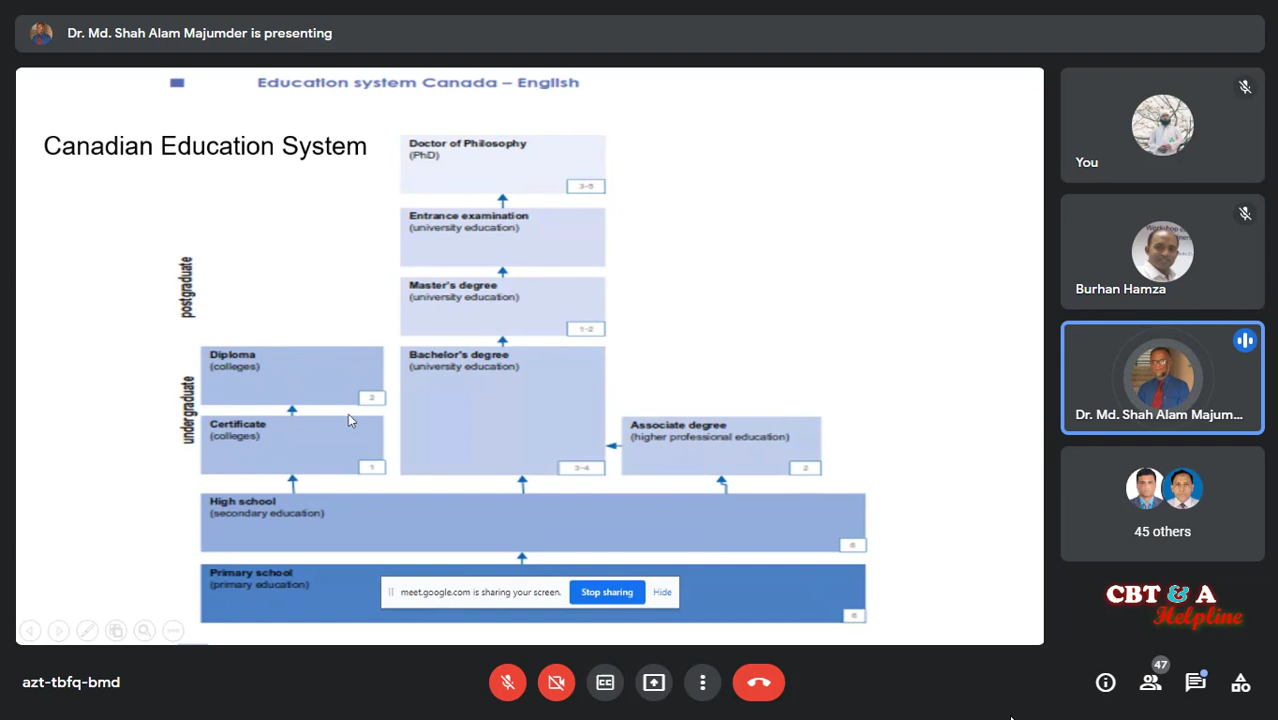 Dr. Md. Shah Alam Majumder is presenting
Education system Canada – English
Canadian Education System
Doctor of Philosophy
(PhD)
3-5
Entrance examination
(university education)
Master's degree
(university education)
1-2
postgraduate
undergraduate
Diploma
(colleges)
2
Bachelor's degree
(university education)
3-4
Certificate
(colleges)
1
Associate degree
(higher professional education)
2
High school
(secondary education)
6
Primary school
(primary education)
6
meet.google.com is sharing your screen.
Stop sharing
Hide
You
Burhan Hamza
Dr. Md. Shah Alam Majum...
45 others
CBT & A
Helpline
azt-tbfq-bmd
CC
47